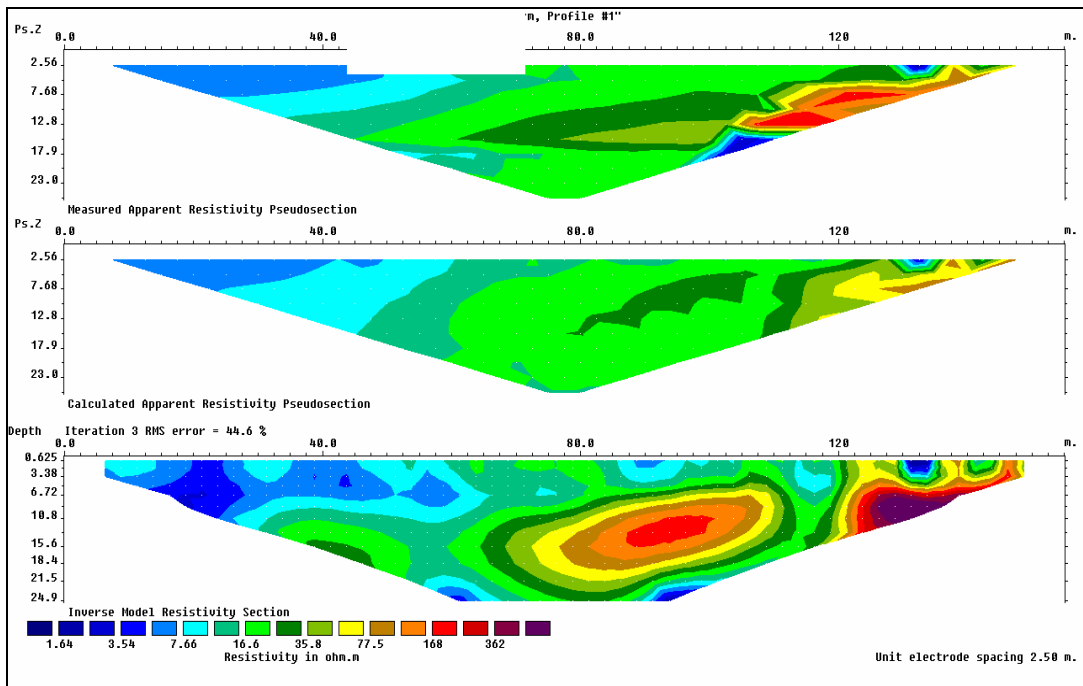 m, Profile #1"
Ps.Z 0.0 40.0 80.0 120 m.
2.56
7.68
12.8
17.9
23.0
Measured Apparent Resistivity Pseudosection
Ps.Z 0.0 40.0 80.0 120 m.
2.56
7.68
12.8
17.9
23.0
Calculated Apparent Resistivity Pseudosection
Depth Iteration 3 RMS error = 44.6 %
0.0 40.0 80.0 120 m.
0.625
3.38
6.72
10.8
15.6
18.4
21.5
24.9
Inverse Model Resistivity Section
1.64 3.54 7.66 16.6 35.8 77.5 168 362
Resistivity in ohm.m
Unit electrode spacing 2.50 m.